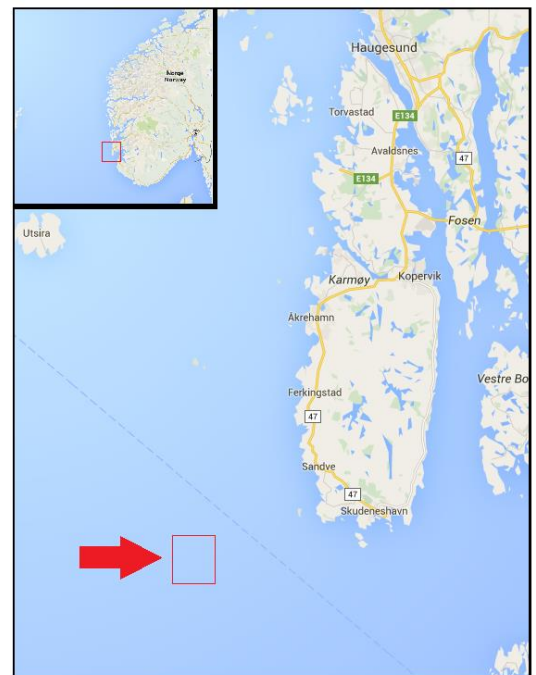 Norge
Norway
Haugesund
Torvastad
E134
Avaldsnes
47
E134
Fosen
Utsira
Karmøy
Kopervik
Åkrehamn
Vestre Bo
Ferkingstad
47
Sandve
47
Skudeneshavn